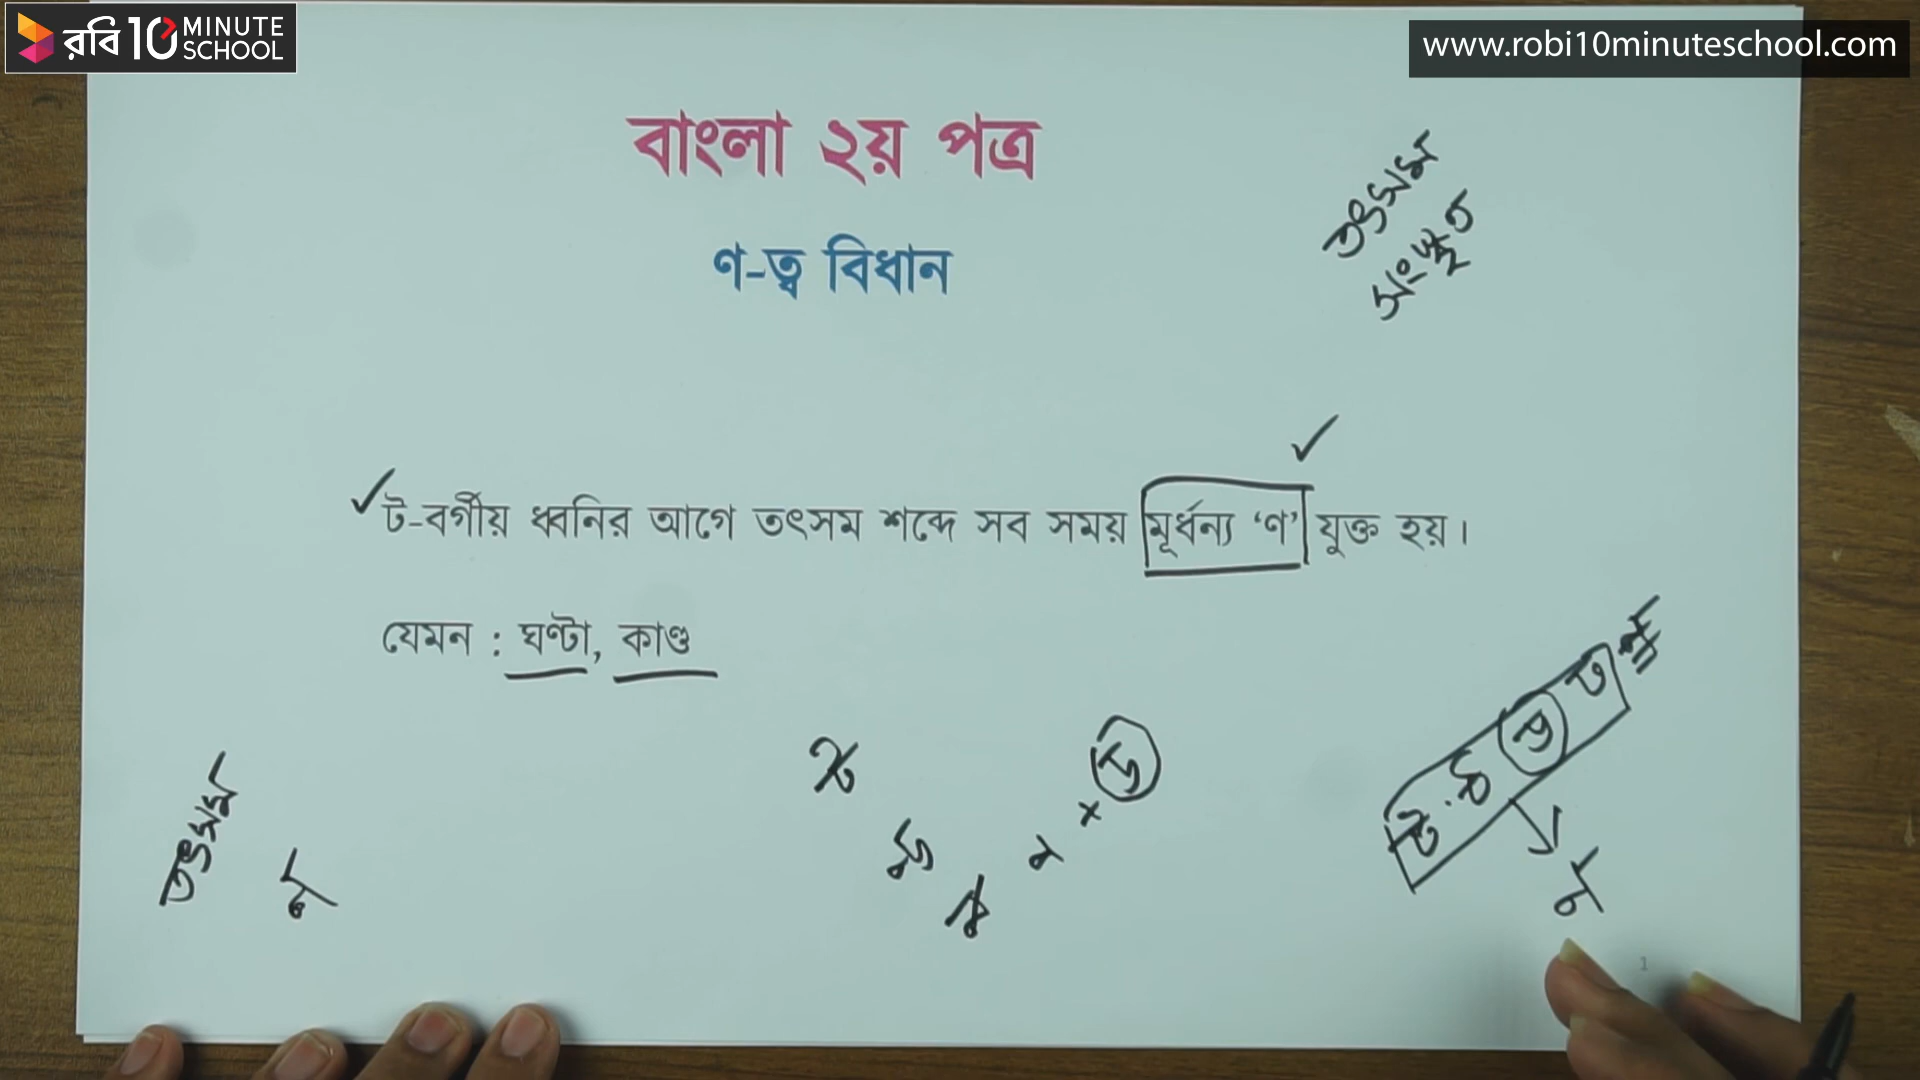 রবি 10 MINUTE SCHOOL
www.robi10minuteschool.com
বাংলা ২য় পত্র
ণ-ত্ব বিধান
তৎসম
সংস্কৃত
ট-বর্গীয় ধ্বনির আগে তৎসম শব্দে সব সময় মূর্ধন্য ‘ণ’ যুক্ত হয়।
যেমন : ঘণ্টা, কাণ্ড
ট ঠ ড ঢ ণ
ণ
তৎসম
ন
ণ্ট
ণ্ড
ণ + ড
1